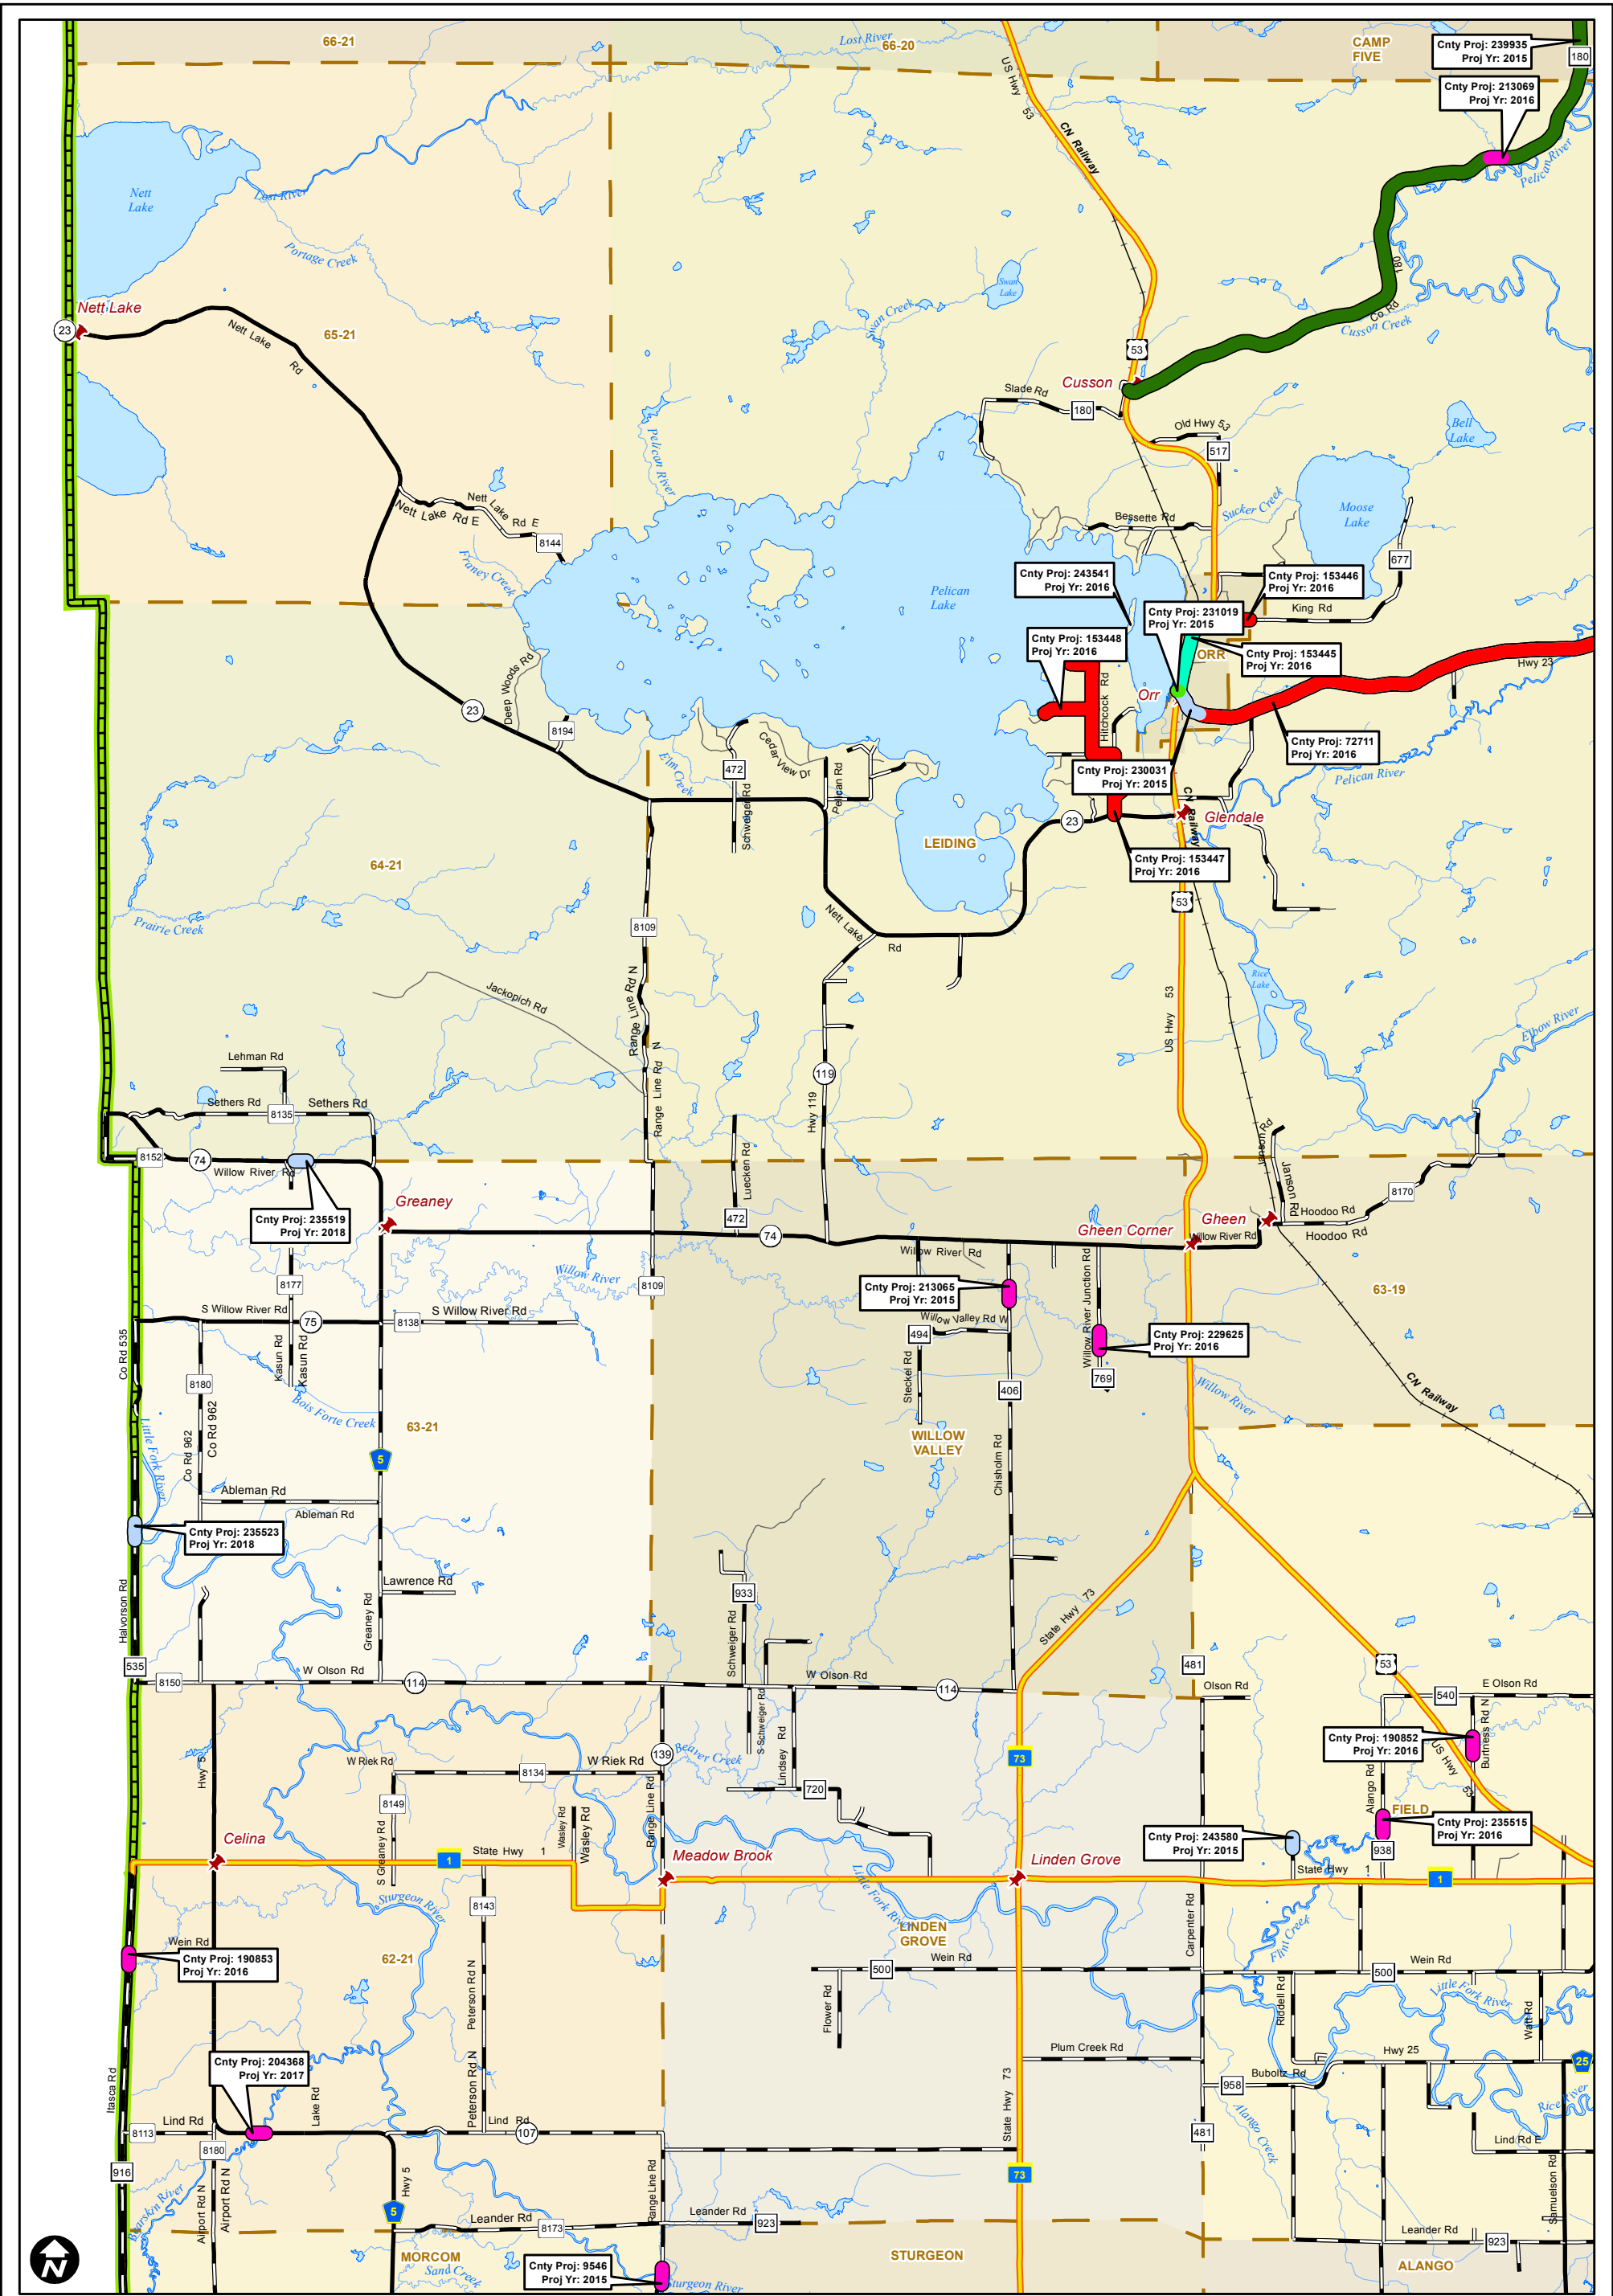 66-21
66-20
Lost River
CAMP
FIVE
Cnty Proj: 239935
Proj Yr: 2015
180
Cnty Proj: 213069
Proj Yr: 2016
US Hwy 53
CN Railway
Pelican River
Nett
Lake
Lost River
Portage Creek
Swan
Lake
Swan Creek
180
Co Rd
Cusson Creek
Nett Lake
23
Nett Lake Rd
65-21
53
Cusson
Slade Rd
180
Old Hwy 53
517
Bell
Lake
Pelican River
Sucker Creek
Moose
Lake
Nett Lake Rd E
Nett Lake Rd E
8144
Bessette Rd
677
Franey Creek
Pelican
Lake
Cnty Proj: 243541
Proj Yr: 2016
Cnty Proj: 153446
Proj Yr: 2016
King Rd
Cnty Proj: 231019
Proj Yr: 2015
Cnty Proj: 153448
Proj Yr: 2016
Cnty Proj: 153445
Proj Yr: 2016
ORR
Hwy 23
Orr
Hitchcock Rd
Deep Woods Rd
23
8194
Elm Creek
472
Cedar View Dr
Pelican Rd
Schweiger Rd
Cnty Proj: 72711
Proj Yr: 2016
Cnty Proj: 230031
Proj Yr: 2015
Pelican River
CN Railway
23
Glendale
LEIDING
64-21
Cnty Proj: 153447
Proj Yr: 2016
53
Prairie Creek
8109
Nett Lake Rd
Rice
Lake
Jackopich Rd
Range Line Rd N
US Hwy 53
Elbow River
Lehman Rd
Range Line Rd N
119
Hwy 119
Sethers Rd
8135
Sethers Rd
8152
74
Willow River Rd
Luecken Rd
Janson Rd
Janson Rd
8170
Greaney
Cnty Proj: 235519
Proj Yr: 2018
472
74
Gheen Corner
Gheen
Hoodoo Rd
Hoodoo Rd
Willow River Rd
Willow River Rd
Willow River
8177
8109
Cnty Proj: 213065
Proj Yr: 2015
Willow River Junction Rd
63-19
S Willow River Rd
75
8138
S Willow River Rd
Willow Valley Rd W
494
Cnty Proj: 229625
Proj Yr: 2016
Co Rd 535
Kasun Rd
Kasun Rd
Steckel Rd
769
8180
406
Willow River
CN Railway
Bois Forte Creek
Co Rd 962
Co Rd 962
63-21
WILLOW
VALLEY
Little Fork River
5
Chisholm Rd
Ableman Rd
Ableman Rd
Cnty Proj: 235523
Proj Yr: 2018
Lawrence Rd
933
Halvorson Rd
Greaney Rd
Schweiger Rd
State Hwy 73
535
8150
W Olson Rd
114
W Olson Rd
114
481
53
Olson Rd
540
E Olson Rd
S Schweiger Rd
Lindsey Rd
Burtness Rd N
Hwy 5
W Riek Rd
W Riek Rd
8134
139
Beaver Creek
73
Cnty Proj: 190852
Proj Yr: 2016
US Hwy 53
8149
720
Alango Rd
FIELD
Wasley Rd
Wasley Rd
Range Line Rd
Celina
S Greaney Rd
1
State Hwy 1
Meadow Brook
Linden Grove
Cnty Proj: 243580
Proj Yr: 2015
Cnty Proj: 235515
Proj Yr: 2016
938
State Hwy 1
1
Sturgeon River
8143
Little Fork River
LINDEN
GROVE
Carpenter Rd
Flint Creek
Wein Rd
Cnty Proj: 190853
Proj Yr: 2016
62-21
Wein Rd
500
500
Wein Rd
Little Fork River
Peterson Rd N
Flower Rd
Riddell Rd
Watt Rd
Plum Creek Rd
Hwy 25
25
Cnty Proj: 204368
Proj Yr: 2017
Itasca Rd
Lake Rd
Peterson Rd N
State Hwy 73
958
Buboltz Rd
Rice River
8113
Lind Rd
Lind Rd
107
481
Alango Creek
Lind Rd E
8180
916
Hwy 5
Range Line Rd
73
Samuelson Rd
Bearskin River
Airport Rd N
Airport Rd N
5
Leander Rd
8173
Leander Rd
923
Leander Rd
923
N
MORCOM
Sand Creek
Cnty Proj: 9546
Proj Yr: 2015
Sturgeon River
STURGEON
ALANGO